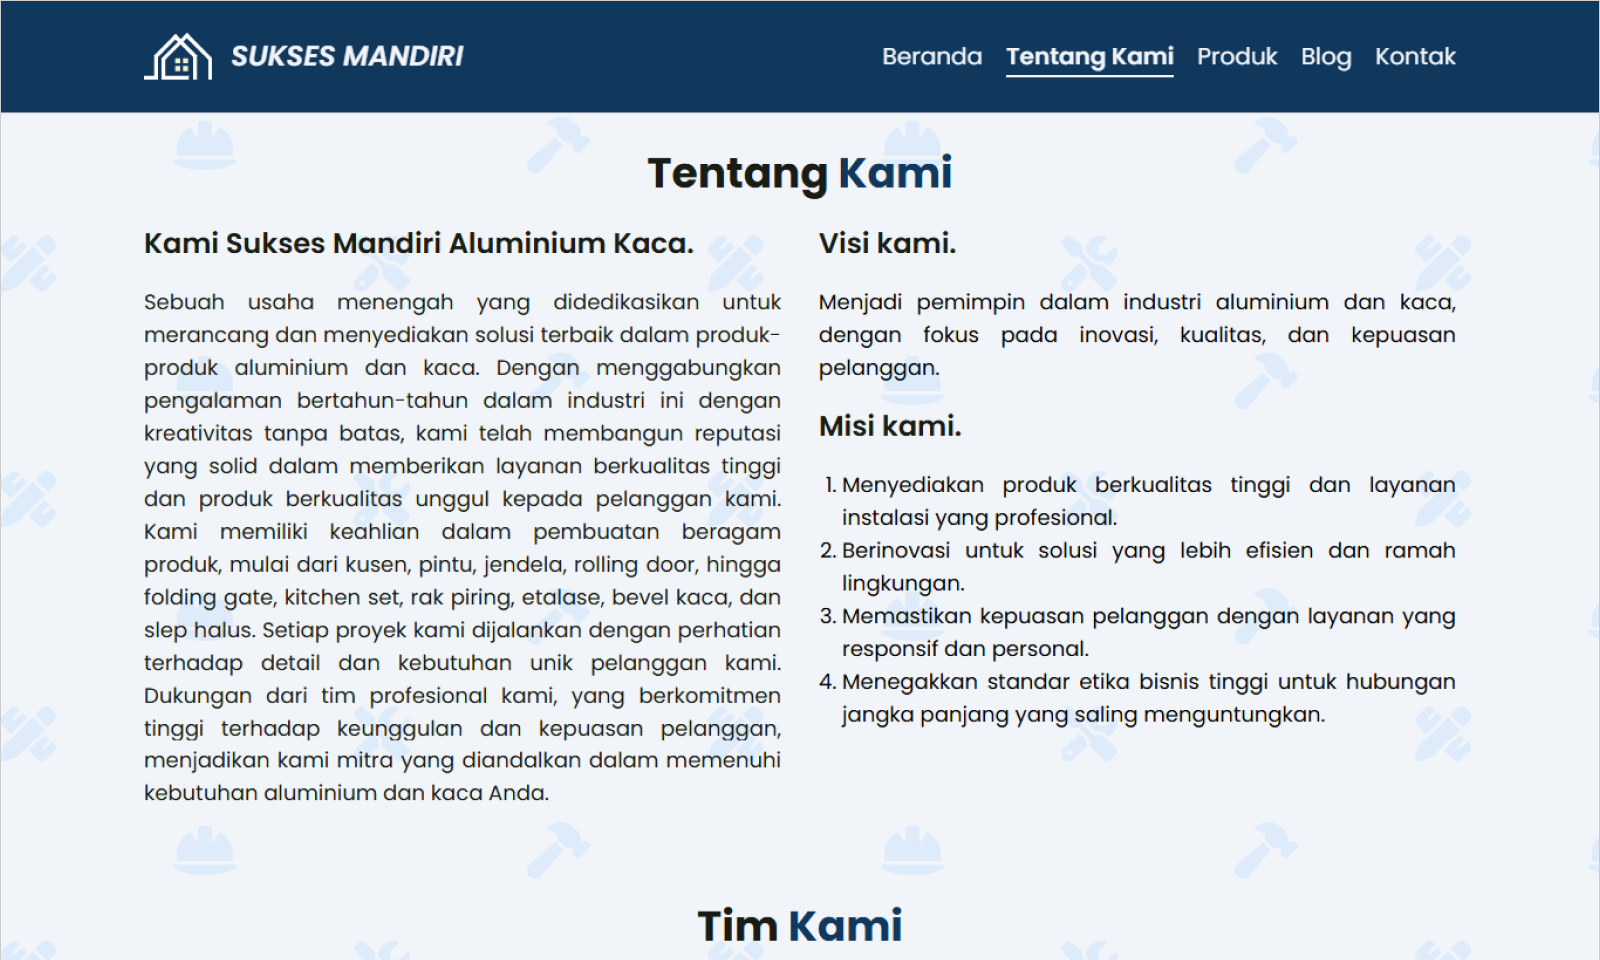 SUKSES MANDIRI
Beranda Tentang Kami Produk Blog Kontak
Tentang Kami
Kami Sukses Mandiri Aluminium Kaca.
Sebuah usaha menengah yang didedikasikan untuk
merancang dan menyediakan solusi terbaik dalam produk-
produk aluminium dan kaca. Dengan menggabungkan
pengalaman bertahun-tahun dalam industri ini dengan
kreativitas tanpa batas, kami telah membangun reputasi
yang solid dalam memberikan layanan berkualitas tinggi
dan produk berkualitas unggul kepada pelanggan kami.
Kami memiliki keahlian dalam pembuatan beragam
produk, mulai dari kusen, pintu, jendela, rolling door, hingga
folding gate, kitchen set, rak piring, etalase, bevel kaca, dan
slep halus. Setiap proyek kami dijalankan dengan perhatian
terhadap detail dan kebutuhan unik pelanggan kami.
Dukungan dari tim profesional kami, yang berkomitmen
tinggi terhadap keunggulan dan kepuasan pelanggan,
menjadikan kami mitra yang diandalkan dalam memenuhi
kebutuhan aluminium dan kaca Anda.
Visi kami.
Menjadi pemimpin dalam industri aluminium dan kaca,
dengan fokus pada inovasi, kualitas, dan kepuasan
pelanggan.
Misi kami.
1. Menyediakan produk berkualitas tinggi dan layanan
instalasi yang profesional.
2. Berinovasi untuk solusi yang lebih efisien dan ramah
lingkungan.
3. Memastikan kepuasan pelanggan dengan layanan yang
responsif dan personal.
4. Menegakkan standar etika bisnis tinggi untuk hubungan
jangka panjang yang saling menguntungkan.
Tim Kami